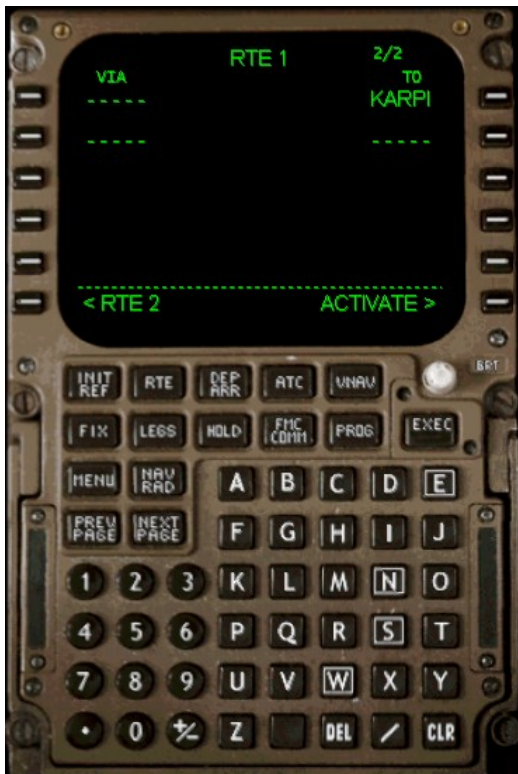 RTE 1 2/2
VIA TO
----- KARPI
----- -----
< RTE 2 ACTIVATE >
BRT
INIT REF RTE DEP ARR ATC VNAV
FIX LEGS HOLD FMC COMM PROG EXEC
MENU NAV RAD A B C D E
PREV PAGE NEXT PAGE F G H I J
1 2 3 K L M N O
4 5 6 P Q R S T
7 8 9 U V W X Y
. 0 +/- Z DEL / CLR